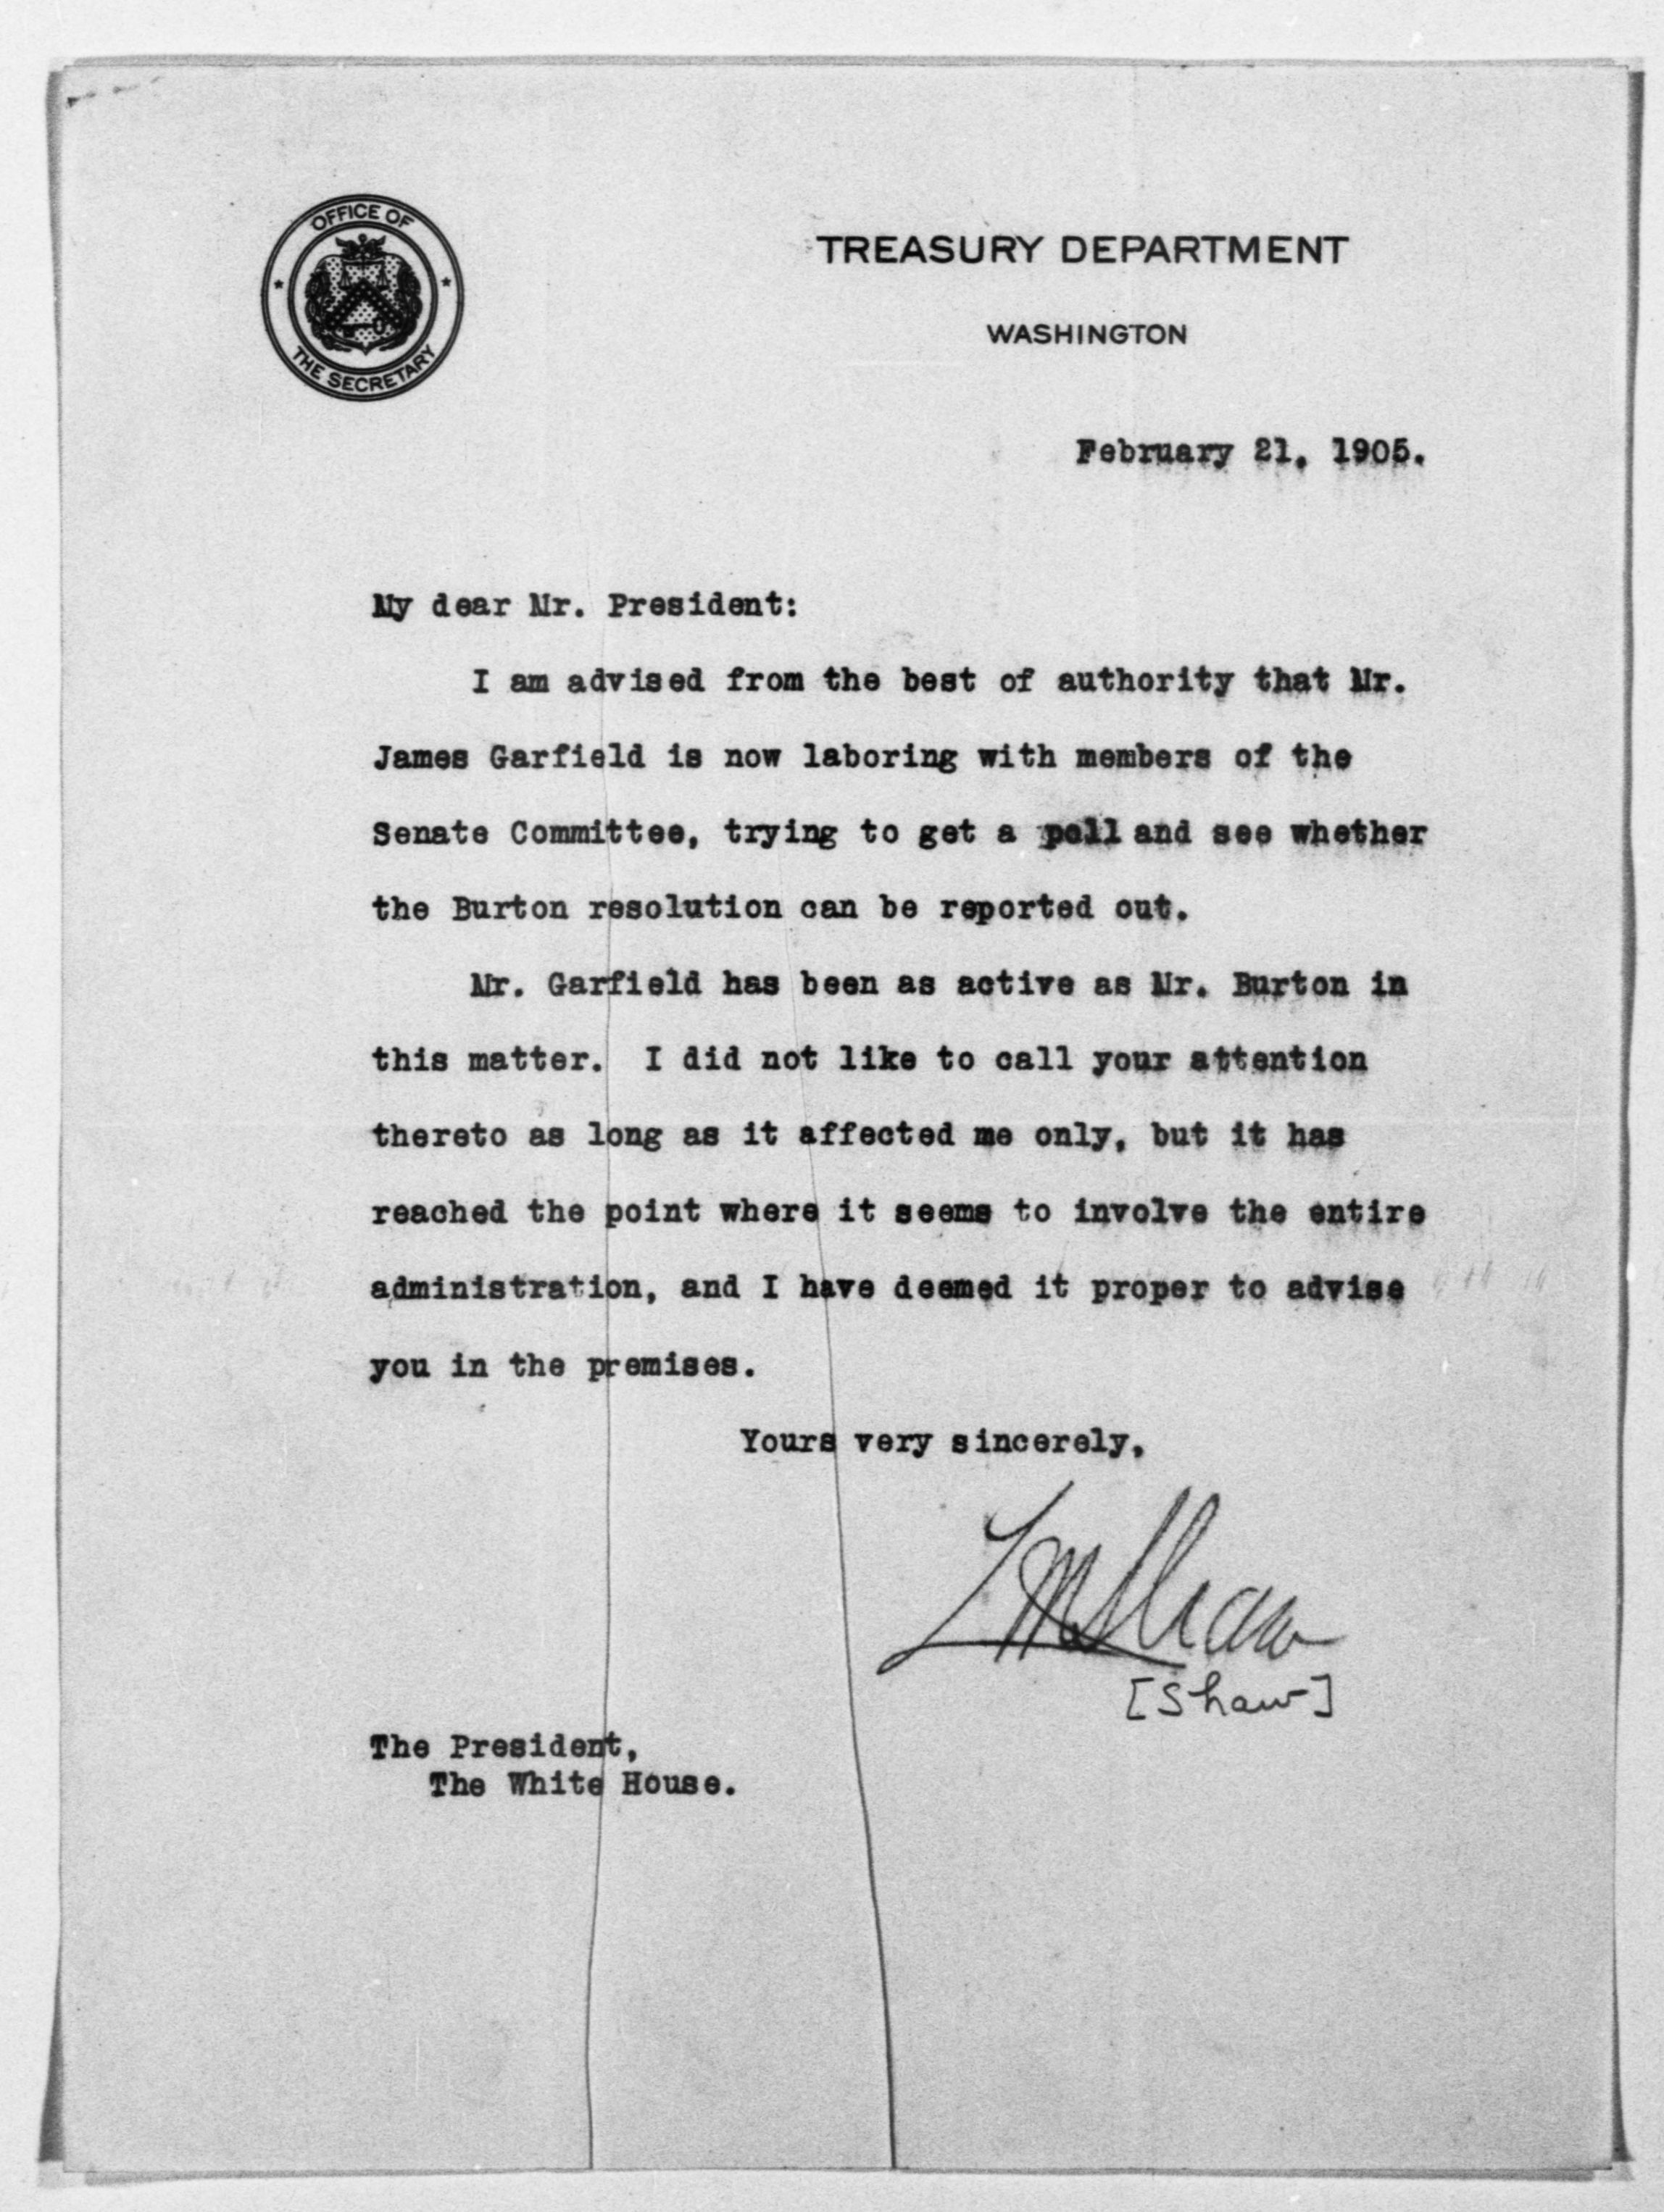 OFFICE OF
THE SECRETARY
TREASURY DEPARTMENT
WASHINGTON
February 21, 1905.
My dear Mr. President:
I am advised from the best of authority that Mr.
James Garfield is now laboring with members of the
Senate Committee, trying to get a poll and see whether
the Burton resolution can be reported out.
Mr. Garfield has been as active as Mr. Burton in
this matter. I did not like to call your attention
thereto as long as it affected me only, but it has
reached the point where it seems to involve the entire
administration, and I have deemed it proper to advise
you in the premises.
Yours very sincerely,
L M Shaw
[Shaw]
The President,
The White House.